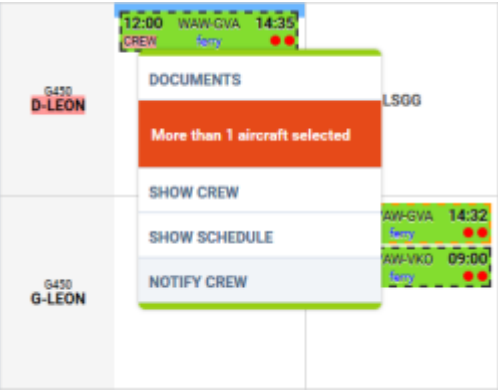 12:00 WAW-GVA 14:35
CREW ferry
G450
D-LEON
DOCUMENTS
LSGG
More than 1 aircraft selected
SHOW CREW
SHOW SCHEDULE
NOTIFY CREW
AW-GVA 14:32
ferry
AW-VKO 09:00
ferry
G450
G-LEON